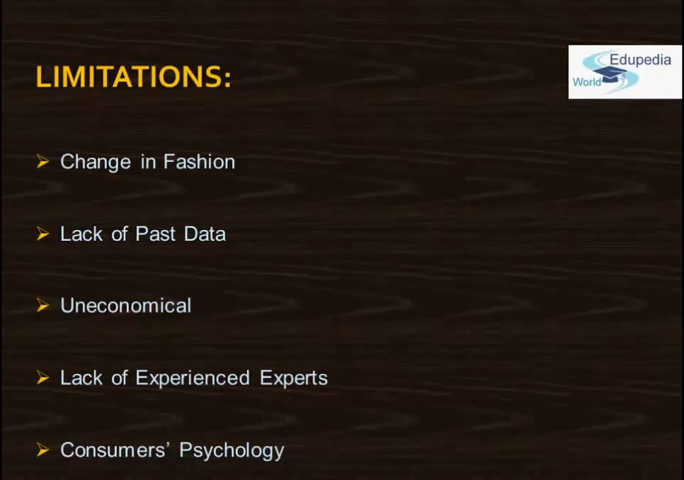 LIMITATIONS:
Edupedia
World
Change in Fashion
Lack of Past Data
Uneconomical
Lack of Experienced Experts
Consumers' Psychology